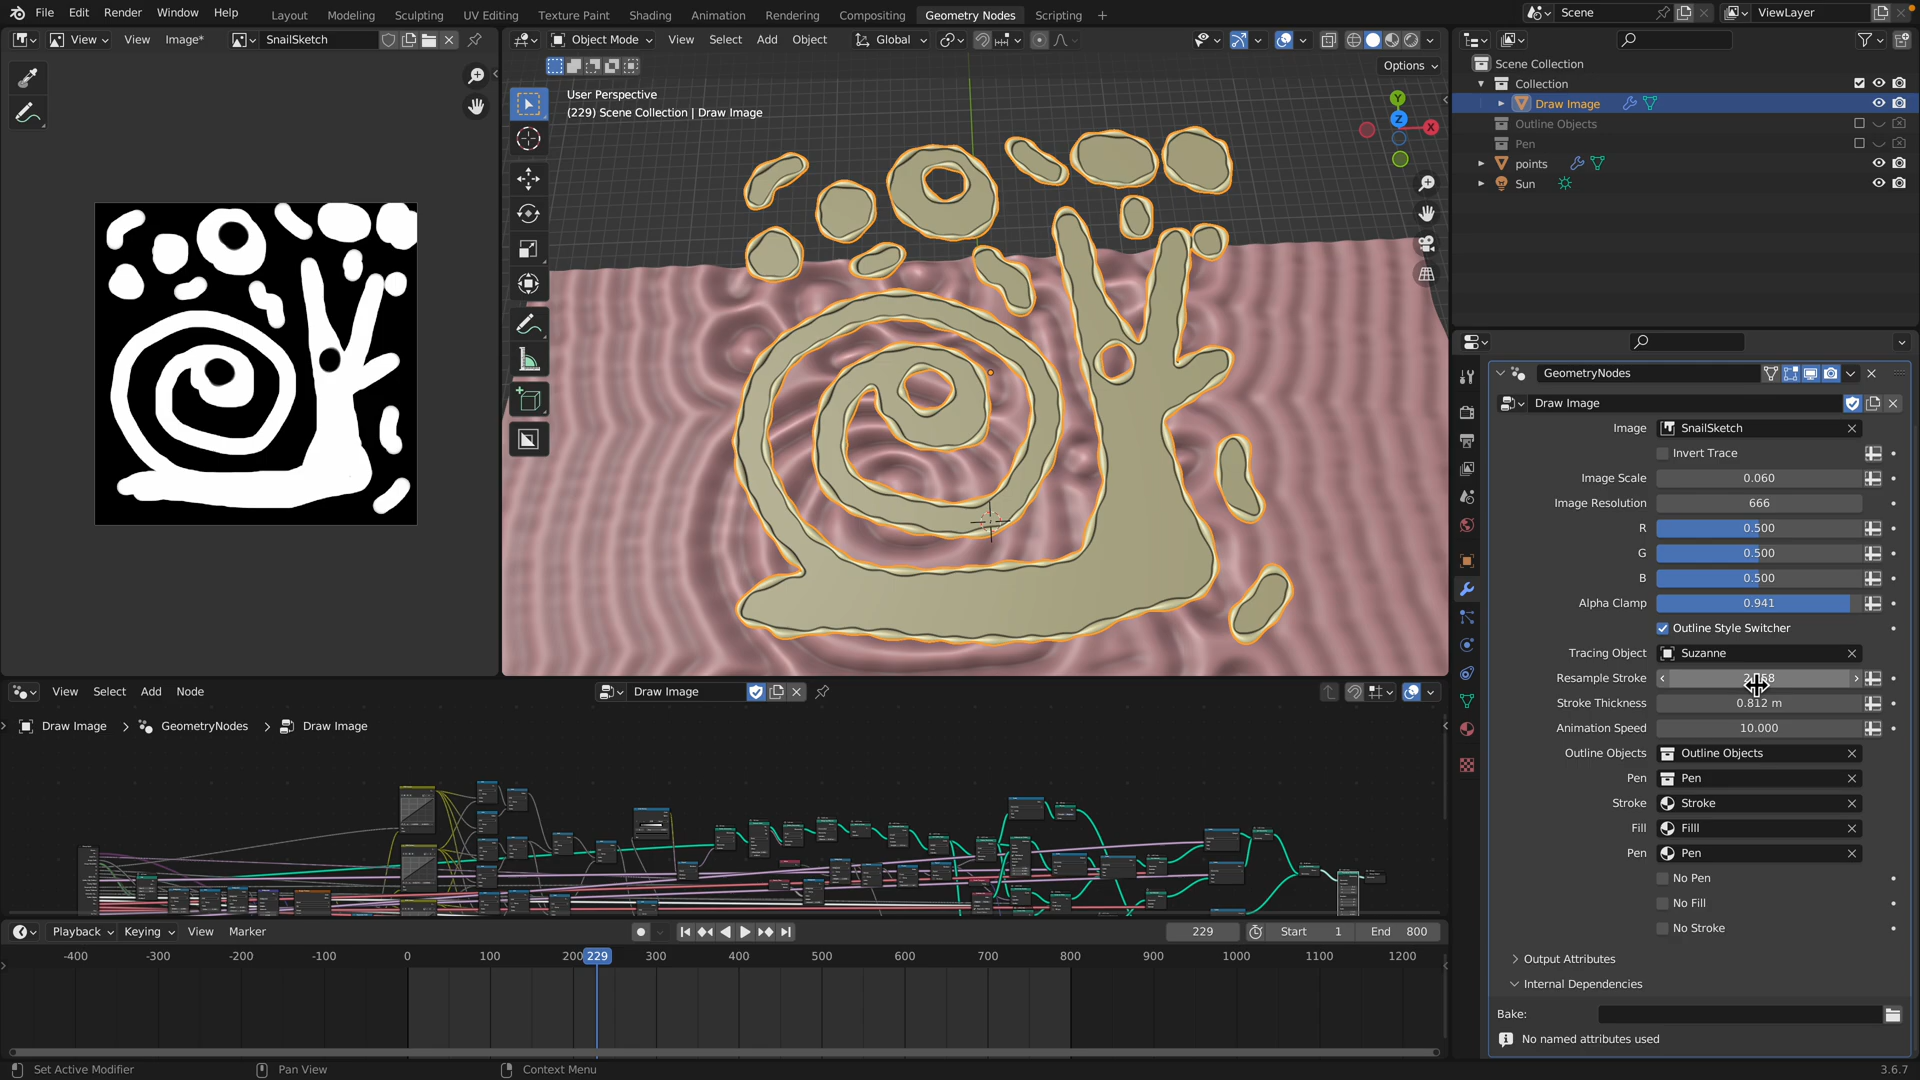 File Edit Render Window Help Layout Modeling Sculpting UV Editing Texture Paint Shading Animation Rendering Compositing Geometry Nodes Scripting + Scene ViewLayer
View View Image* SnailSketch
Object Mode View Select Add Object Global
Options
User Perspective
(229) Scene Collection | Draw Image
Y
Z
X
Scene Collection
Collection
Draw Image
Outline Objects
Pen
points
Sun
GeometryNodes
Draw Image
Image SnailSketch
Invert Trace
Image Scale 0.060
Image Resolution 666
R 0.500
G 0.500
B 0.500
Alpha Clamp 0.941
Outline Style Switcher
Tracing Object Suzanne
Resample Stroke
Stroke Thickness 0.812 m
Animation Speed 10.000
Outline Objects Outline Objects
Pen Pen
Stroke Stroke
Fill Filll
Pen Pen
No Pen
No Fill
No Stroke
Output Attributes
Internal Dependencies
Bake:
No named attributes used
View Select Add Node Draw Image
Draw Image > GeometryNodes > Draw Image
Playback Keying View Marker 229 Start 1 End 800
-400 -300 -200 -100 0 100 200 229 300 400 500 600 700 800 900 1000 1100 1200
Set Active Modifier Pan View Context Menu 3.6.7